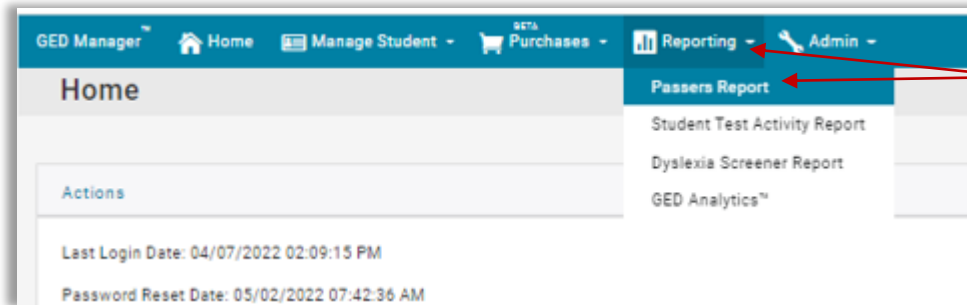 BETA
GED Manager™ Home Manage Student Purchases Reporting Admin
Home
Passers Report
Student Test Activity Report
Dyslexia Screener Report
GED Analytics™
Actions
Last Login Date: 04/07/2022 02:09:15 PM
Password Reset Date: 05/02/2022 07:42:36 AM